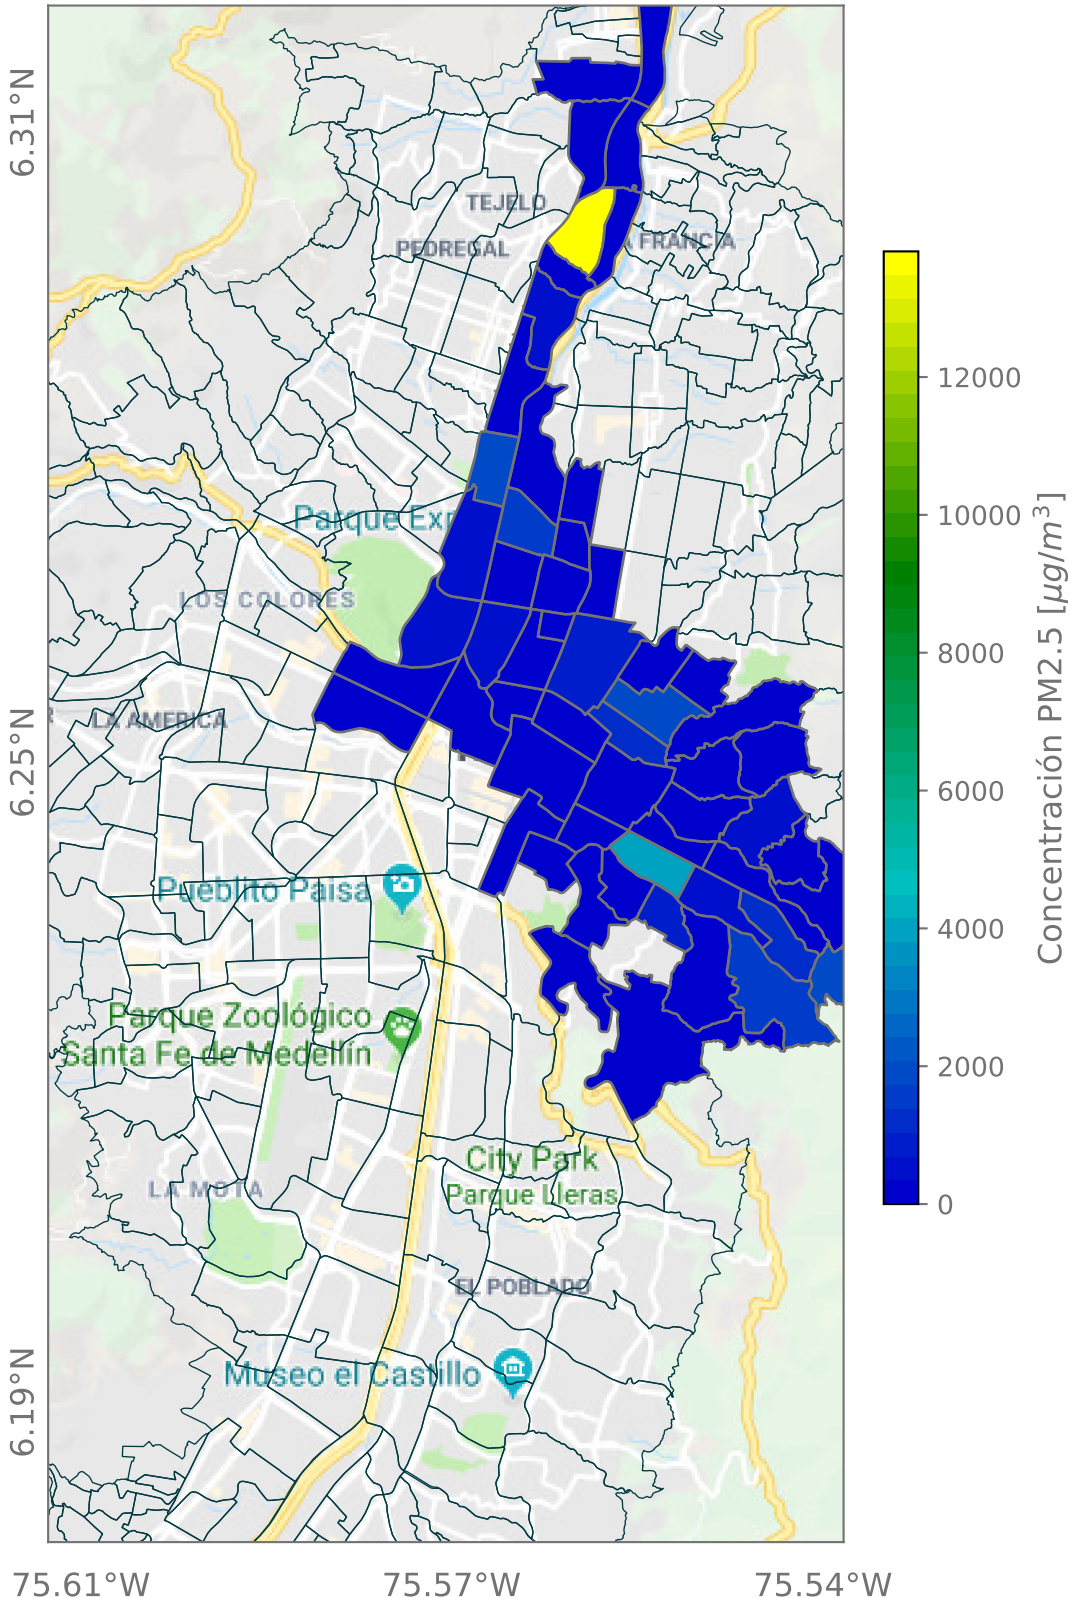 6.31°N
TEJELO
PEDREGAL
A FRANCIA
Parque Exp
LOS COLORES
LA AMERICA
6.25°N
Pueblito Paisa
Parque Zoológico
Santa Fe de Medellín
City Park
Parque Lleras
LA MOTA
EL POBLADO
Museo el Castillo
6.19°N
75.61°W
75.57°W
75.54°W
12000
10000
8000
6000
4000
2000
0
Concentración PM2.5 [μg/m³]